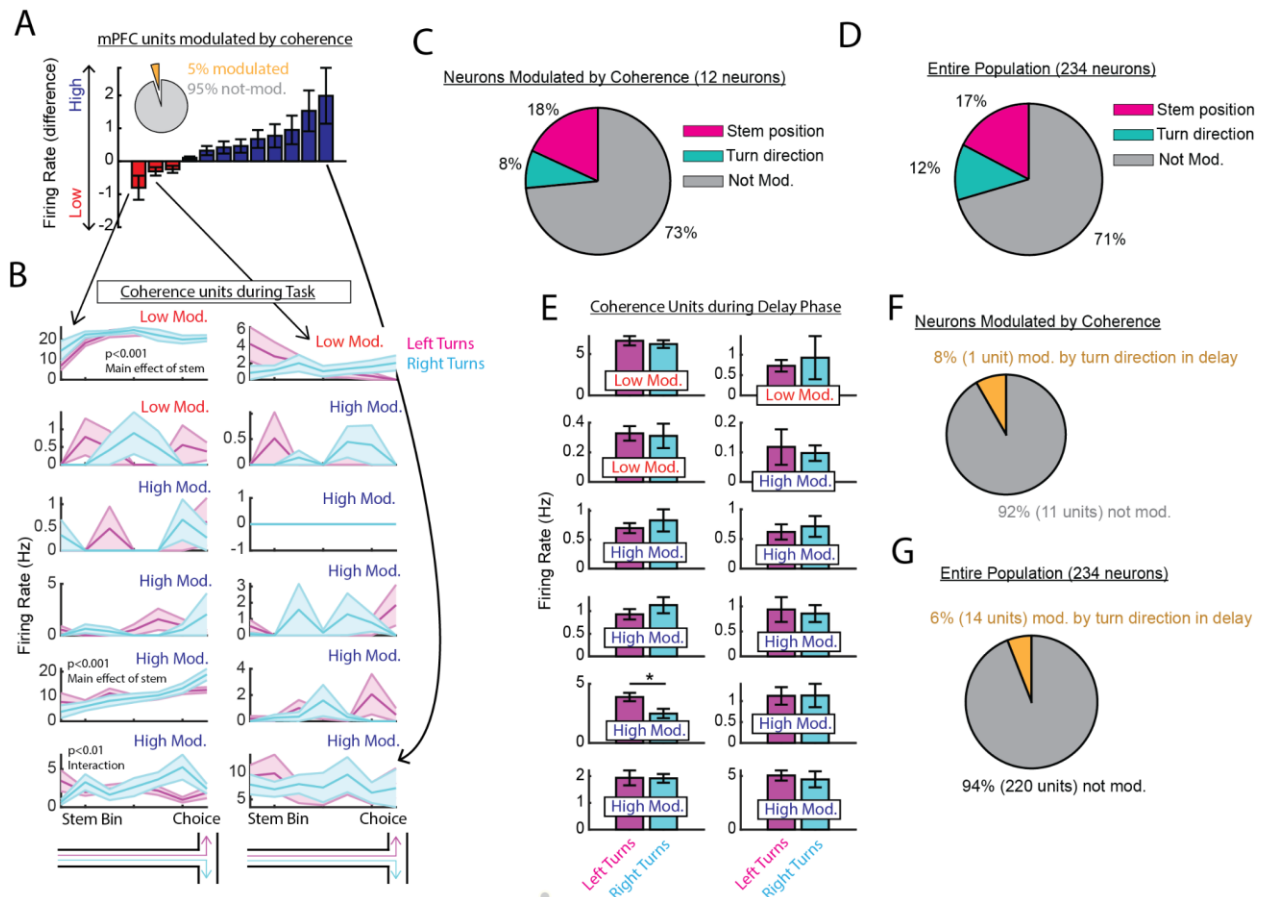 A
mPFC units modulated by coherence
5% modulated
95% not-mod.
High
Low
Firing Rate (difference)
2
1
0
-1
-2
B
Coherence units during Task
Left Turns
Right Turns
Low Mod.
20
10
0
p<0.001
Main effect of stem
Low Mod.
6
4
2
0
Low Mod.
1
0.5
0
High Mod.
0.5
0
High Mod.
1
0.5
0
High Mod.
1
0
-1
Firing Rate (Hz)
High Mod.
5
0
High Mod.
3
2
1
0
High Mod.
20
10
0
p<0.001
Main effect of stem
High Mod.
4
2
0
High Mod.
p<0.01
Interaction
5
2.5
0
High Mod.
10
5
Stem Bin
Choice
Stem Bin
Choice
C
Neurons Modulated by Coherence (12 neurons)
18%
8%
73%
Stem position
Turn direction
Not Mod.
D
Entire Population (234 neurons)
17%
12%
71%
Stem position
Turn direction
Not Mod.
E
Coherence Units during Delay Phase
Firing Rate (Hz)
5
0
Low Mod.
1
0.5
0
Low Mod.
0.4
0.2
0
Low Mod.
0.2
0.1
0
High Mod.
1
0.5
0
High Mod.
1
0.5
0
High Mod.
1
0.5
0
High Mod.
1
0.5
0
High Mod.
5
0
*
High Mod.
1
0.5
0
High Mod.
2
1
0
High Mod.
5
2.5
0
High Mod.
Left Turns
Right Turns
Left Turns
Right Turns
F
Neurons Modulated by Coherence
8% (1 unit) mod. by turn direction in delay
92% (11 units) not mod.
G
Entire Population (234 neurons)
6% (14 units) mod. by turn direction in delay
94% (220 units) not mod.